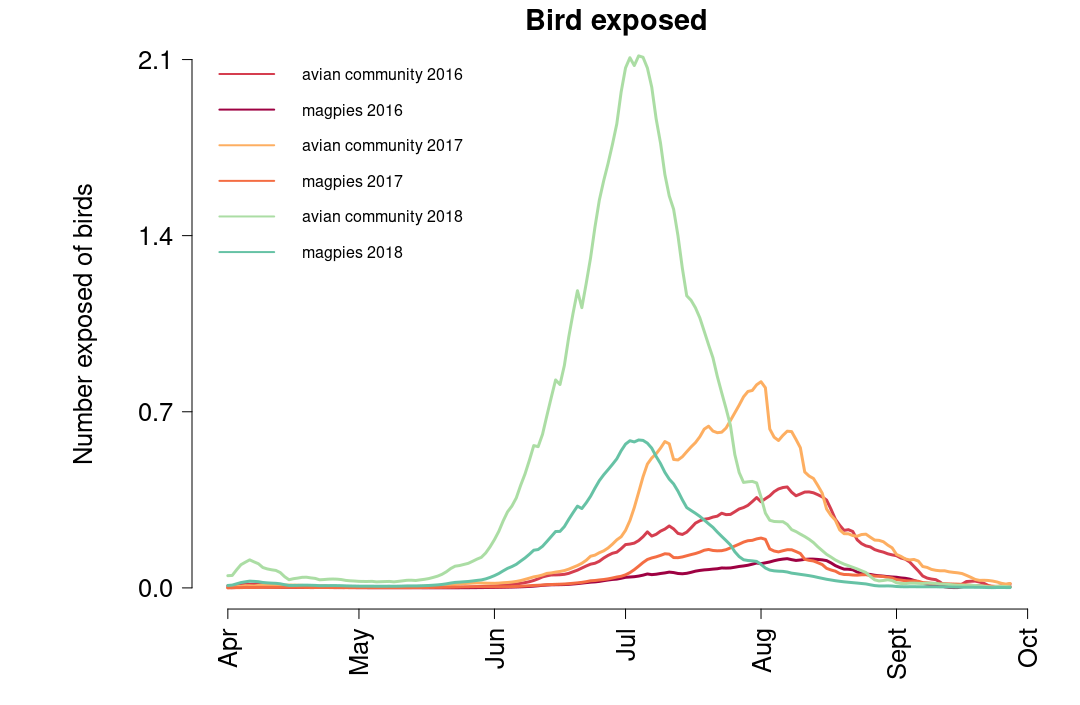 Bird exposed
2.1
1.4
0.7
0.0
Number exposed of birds
avian community 2016
magpies 2016
avian community 2017
magpies 2017
avian community 2018
magpies 2018
Apr
May
Jun
Jul
Aug
Sept
Oct